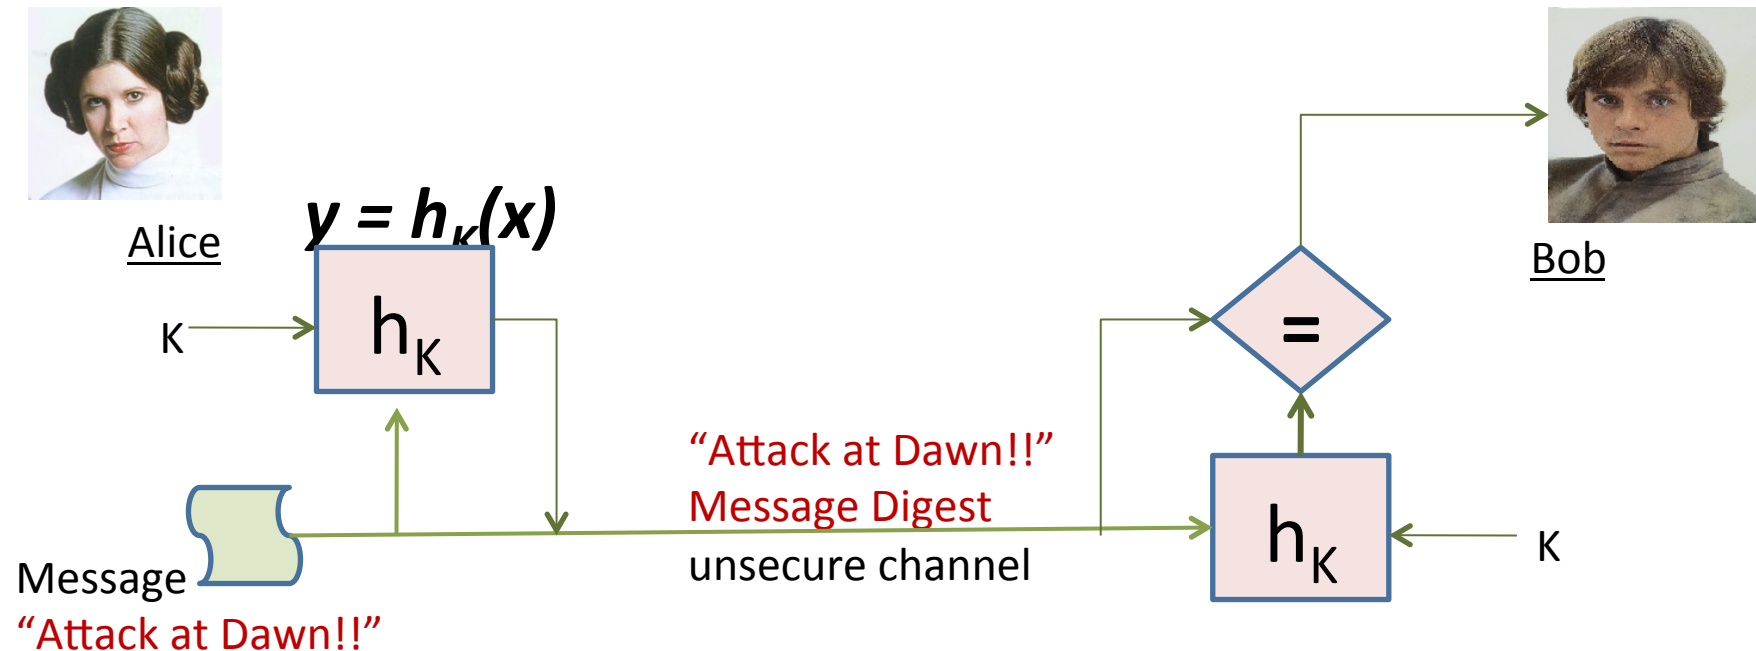 Alice
y = hK(x)
K
hK
Message
“Attack at Dawn!!”
“Attack at Dawn!!”
Message Digest
unsecure channel
=
hK
K
Bob